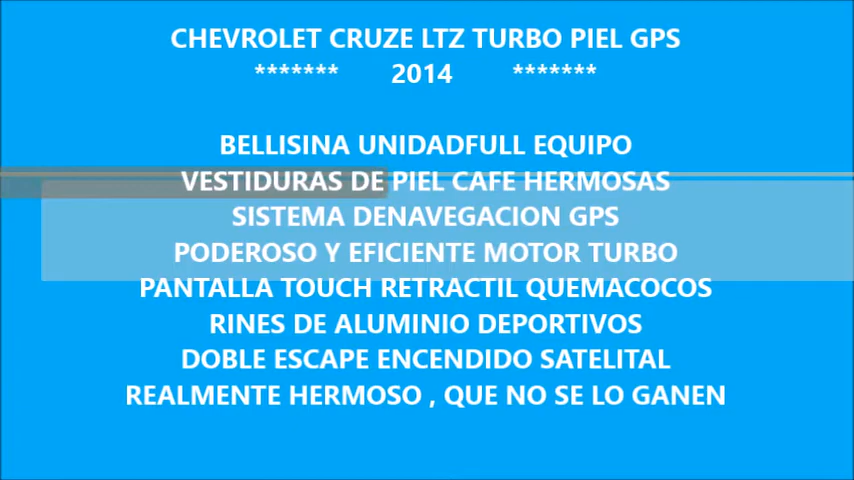 CHEVROLET CRUZE LTZ TURBO PIEL GPS
******* 2014 *******
BELLISINA UNIDADFULL EQUIPO
VESTIDURAS DE PIEL CAFE HERMOSAS
SISTEMA DENAVEGACION GPS
PODEROSO Y EFICIENTE MOTOR TURBO
PANTALLA TOUCH RETRACTIL QUEMACOCOS
RINES DE ALUMINIO DEPORTIVOS
DOBLE ESCAPE ENCENDIDO SATELITAL
REALMENTE HERMOSO , QUE NO SE LO GANEN